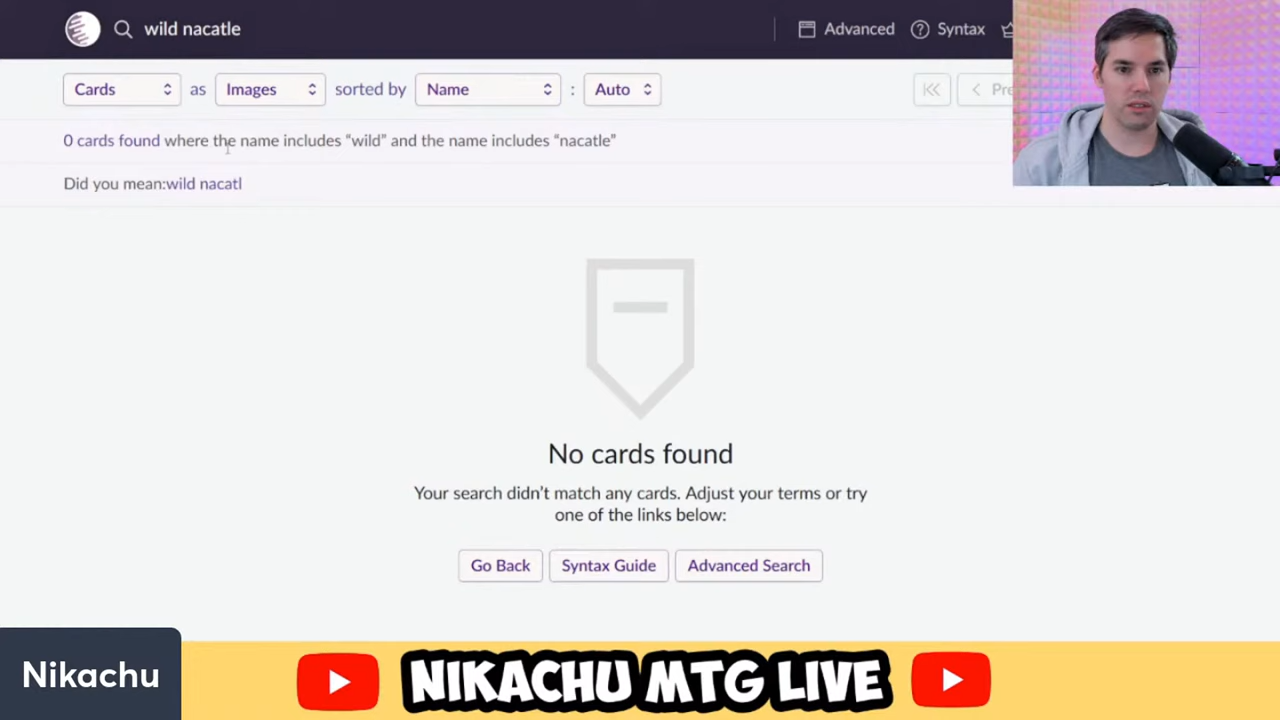 wild nacatle
Advanced
Syntax
Cards as Images sorted by Name : Auto
0 cards found where the name includes “wild” and the name includes “nacatle”
Did you mean:wild nacatl
No cards found
Your search didn’t match any cards. Adjust your terms or try
one of the links below:
Go Back
Syntax Guide
Advanced Search
Nikachu
NIKACHU MTG LIVE